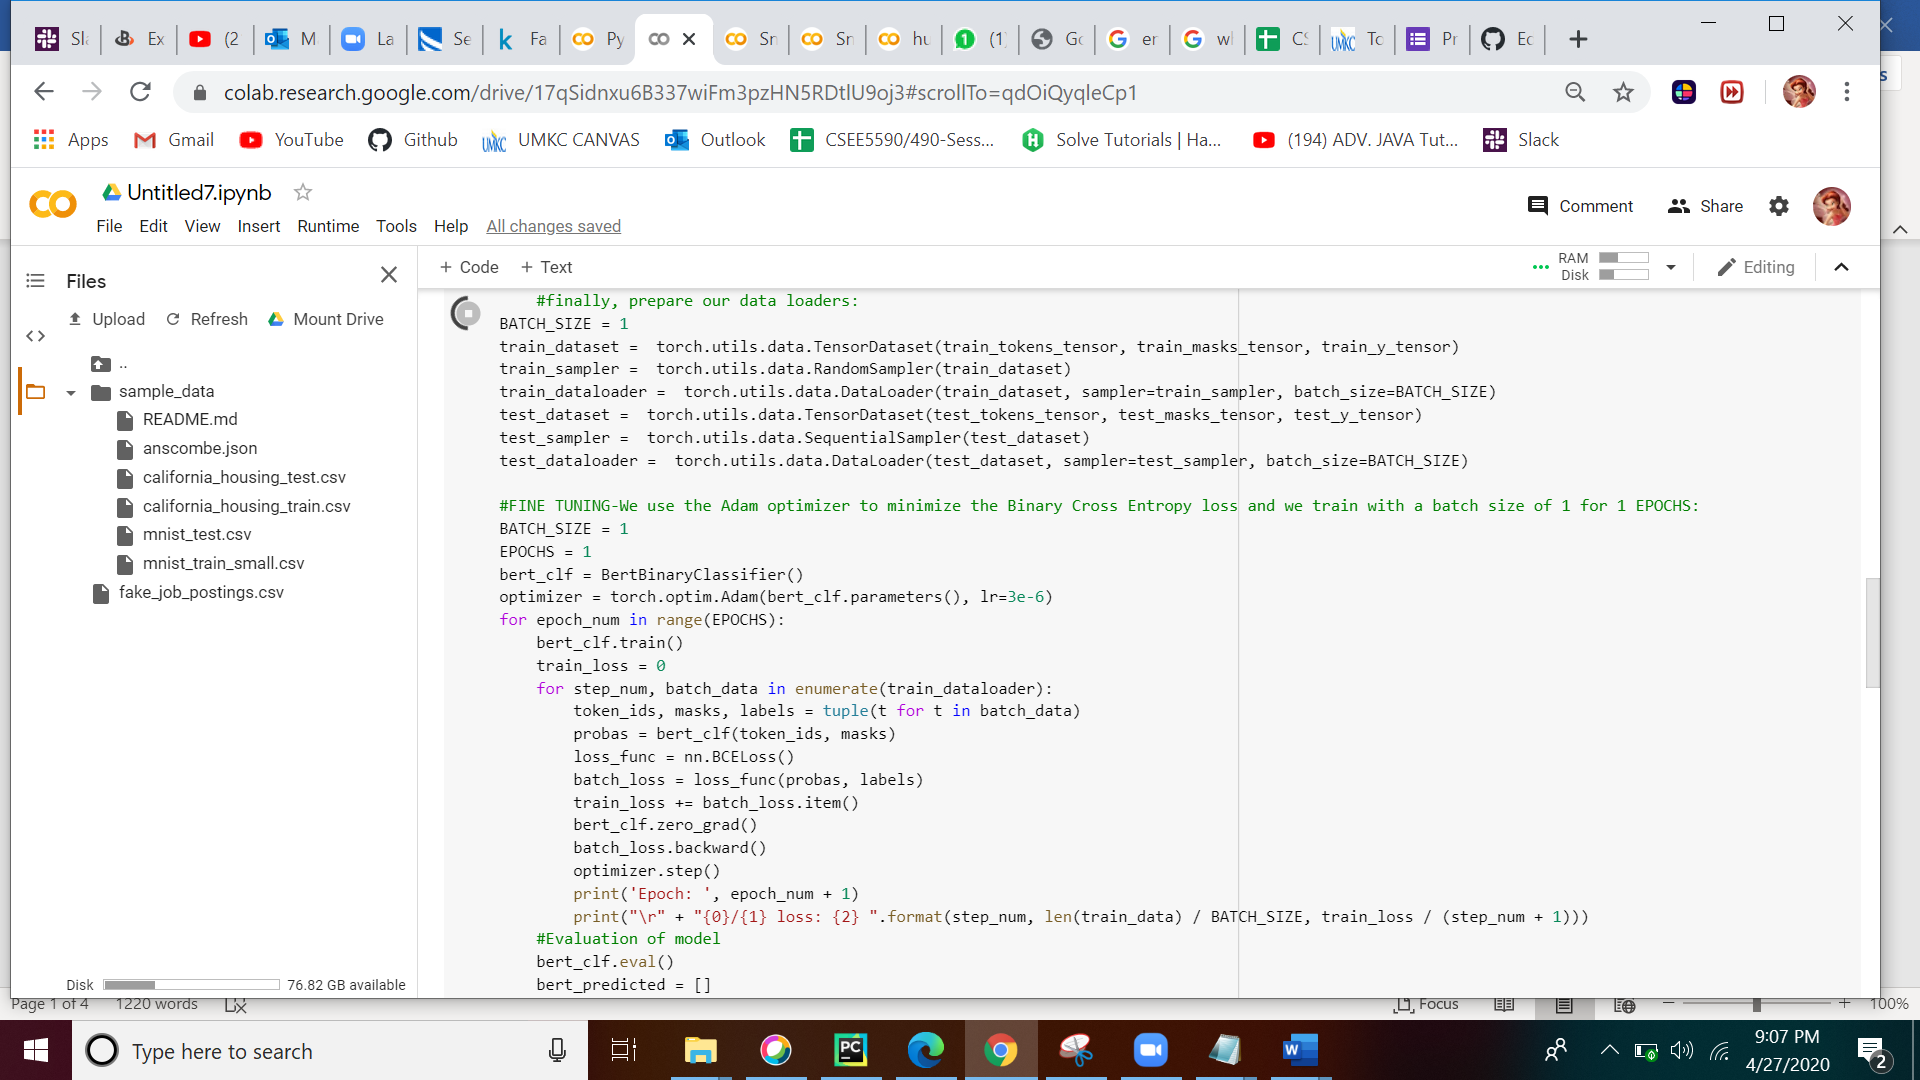 Sla
Ex
(2
M
La
Se
Fa
Py
Sn
Sn
hu
(1)
Go
er
wl
CS
To
Pr
Ec
colab.research.google.com/drive/17qSidnxu6B337wiFm3pzHN5RDtlU9oj3#scrollTo=qdOiQyqleCp1
Apps
Gmail
YouTube
Github
UMKC CANVAS
Outlook
CSEE5590/490-Sess...
Solve Tutorials | Ha...
(194) ADV. JAVA Tut...
Slack
Untitled7.ipynb
Comment
Share
File Edit View Insert Runtime Tools Help All changes saved
Files
+ Code + Text
RAM
Disk
Editing
Upload Refresh Mount Drive
..
sample_data
README.md
anscombe.json
california_housing_test.csv
california_housing_train.csv
mnist_test.csv
mnist_train_small.csv
fake_job_postings.csv
Disk 76.82 GB available
#finally, prepare our data loaders:
BATCH_SIZE = 1
train_dataset =  torch.utils.data.TensorDataset(train_tokens_tensor, train_masks_tensor, train_y_tensor)
train_sampler =  torch.utils.data.RandomSampler(train_dataset)
train_dataloader =  torch.utils.data.DataLoader(train_dataset, sampler=train_sampler, batch_size=BATCH_SIZE)
test_dataset =  torch.utils.data.TensorDataset(test_tokens_tensor, test_masks_tensor, test_y_tensor)
test_sampler =  torch.utils.data.SequentialSampler(test_dataset)
test_dataloader =  torch.utils.data.DataLoader(test_dataset, sampler=test_sampler, batch_size=BATCH_SIZE)
#FINE TUNING-We use the Adam optimizer to minimize the Binary Cross Entropy loss and we train with a batch size of 1 for 1 EPOCHS:
BATCH_SIZE = 1
EPOCHS = 1
bert_clf = BertBinaryClassifier()
optimizer = torch.optim.Adam(bert_clf.parameters(), lr=3e-6)
for epoch_num in range(EPOCHS):
    bert_clf.train()
    train_loss = 0
    for step_num, batch_data in enumerate(train_dataloader):
        token_ids, masks, labels = tuple(t for t in batch_data)
        probas = bert_clf(token_ids, masks)
        loss_func = nn.BCELoss()
        batch_loss = loss_func(probas, labels)
        train_loss += batch_loss.item()
        bert_clf.zero_grad()
        batch_loss.backward()
        optimizer.step()
        print('Epoch: ', epoch_num + 1)
        print("\r" + "{0}/{1} loss: {2} ".format(step_num, len(train_data) / BATCH_SIZE, train_loss / (step_num + 1)))
    #Evaluation of model
    bert_clf.eval()
    bert_predicted = []
Page 1 of 4 1220 words
Focus
100%
Type here to search
9:07 PM
4/27/2020
2